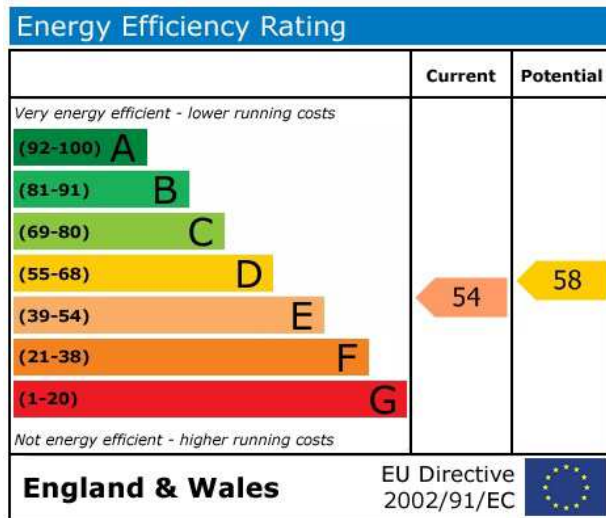 Energy Efficiency Rating
Current Potential
Very energy efficient - lower running costs
(92-100) A
(81-91) B
(69-80) C
(55-68) D
(39-54) E
(21-38) F
(1-20) G
54
58
Not energy efficient - higher running costs
England & Wales
EU Directive
2002/91/EC